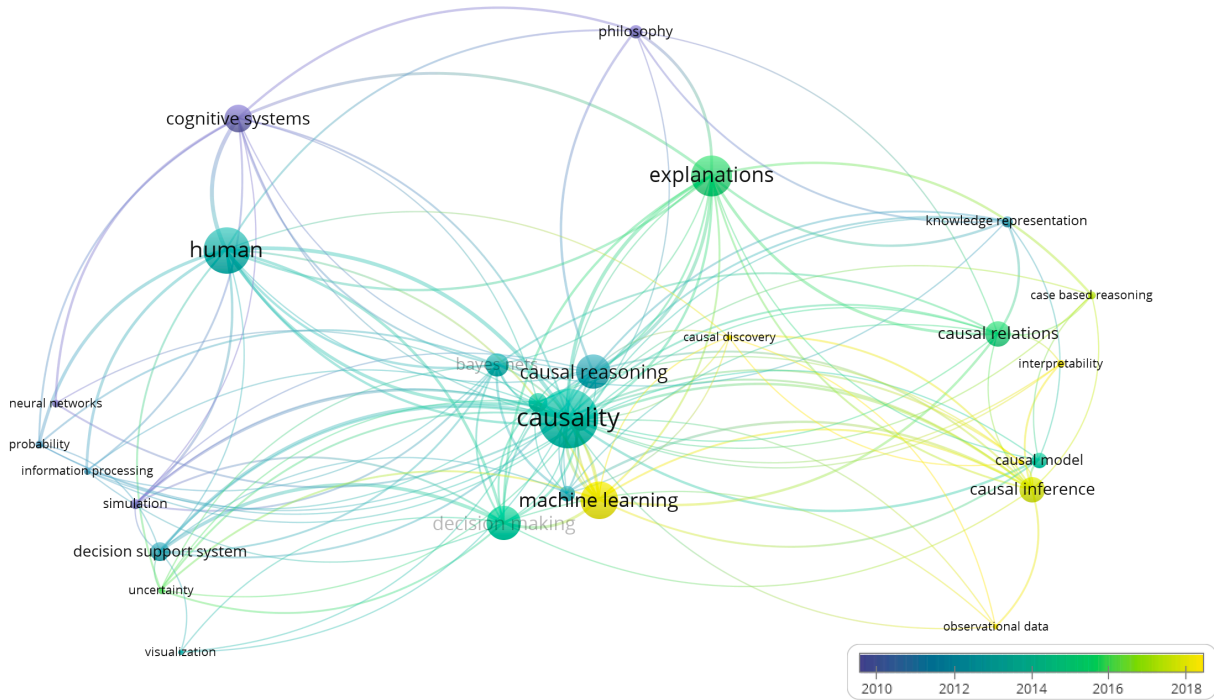 philosophy
cognitive systems
explanations
knowledge representation
human
case based reasoning
causal relations
causal discovery
interpretability
bayes nets
causal reasoning
neural networks
causality
probability
causal model
information processing
causal inference
simulation
machine learning
decision making
decision support system
uncertainty
observational data
visualization
2010 2012 2014 2016 2018